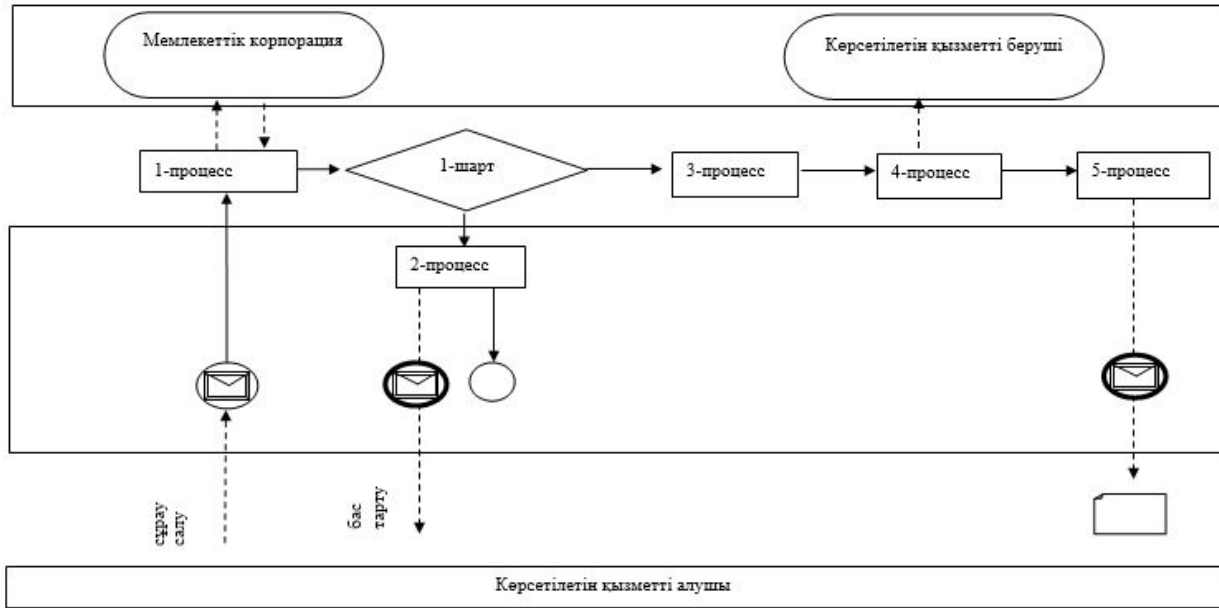 Мемлекеттік корпорация
Көрсетілетін қызметті беруші
1-процесс
1-шарт
3-процесс
4-процесс
5-процесс
2-процесс
сұрау
салу
бас
тарту
Көрсетілетін қызметті алушы